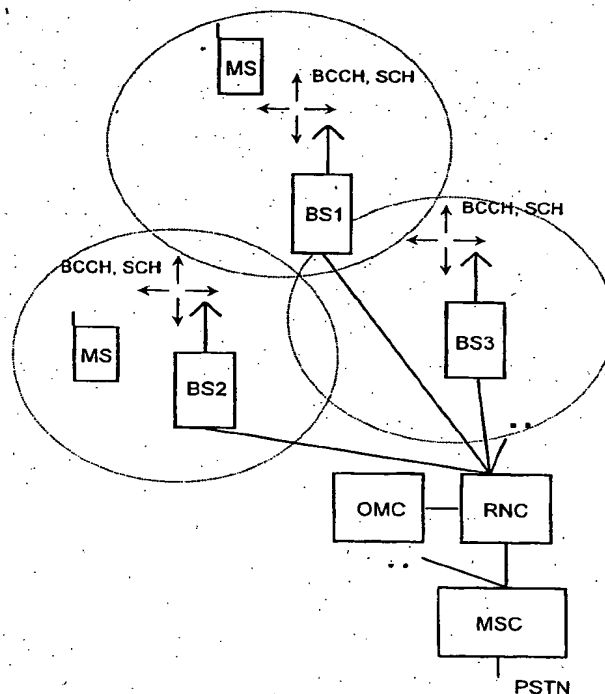 MS
BCCH, SCH
BS1
BCCH, SCH
BCCH, SCH
MS
BS2
BS3
OMC
RNC
MSC
PSTN